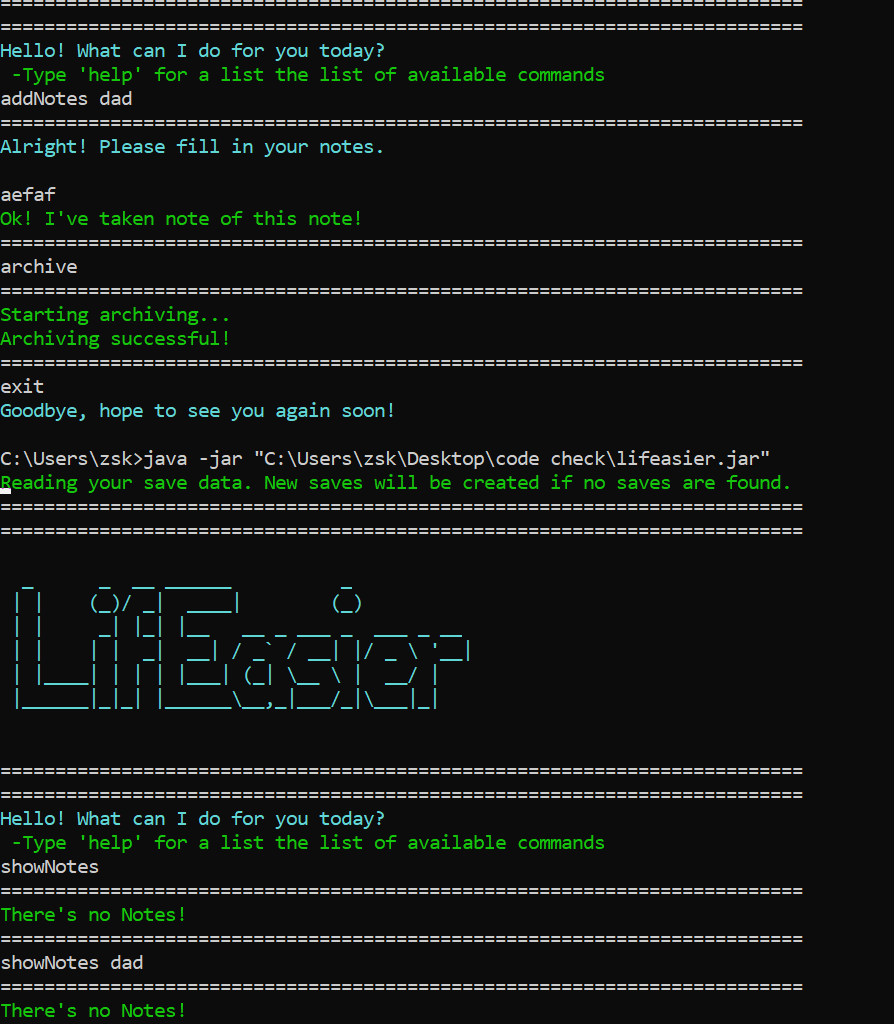 =========================================================================
=========================================================================
Hello! What can I do for you today?
 -Type 'help' for a list the list of available commands
addNotes dad
=========================================================================
Alright! Please fill in your notes.
aefaf
Ok! I've taken note of this note!
=========================================================================
archive
=========================================================================
Starting archiving...
Archiving successful!
=========================================================================
exit
Goodbye, hope to see you again soon!
C:\Users\zsk>java -jar "C:\Users\zsk\Desktop\code check\lifeasier.jar"
Reading your save data. New saves will be created if no saves are found.
=========================================================================
=========================================================================
LifEasier
=========================================================================
=========================================================================
Hello! What can I do for you today?
 -Type 'help' for a list the list of available commands
showNotes
=========================================================================
There's no Notes!
=========================================================================
showNotes dad
=========================================================================
There's no Notes!